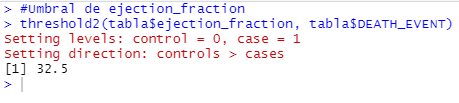 > #Umbral de ejection_fraction
> threshold2(tabla$ejection_fraction, tabla$DEATH_EVENT)
Setting levels: control = 0, case = 1
Setting direction: controls > cases
[1] 32.5
>